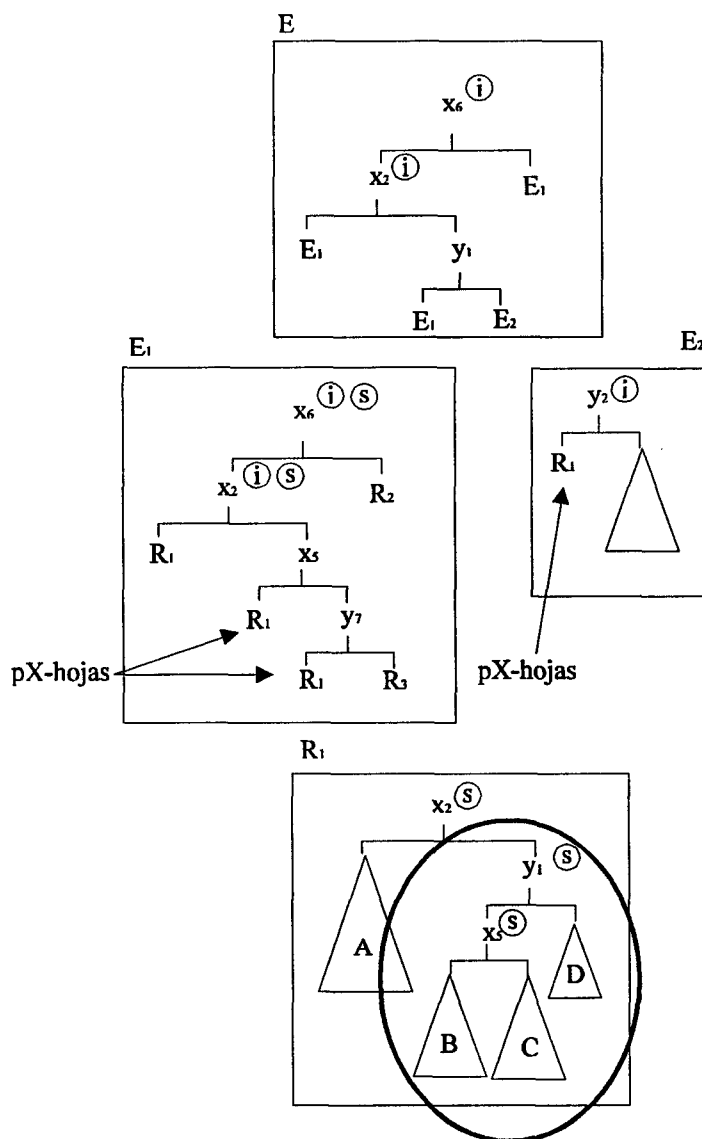 E
x₆ ⓘ
x₂ ⓘ E₁
E₁ y₁
E₁ E₂
E₁ E₂
x₆ ⓘ ⓢ
x₂ ⓘ ⓢ R₂
R₁ x₅
R₁ y₇
R₁ R₃
y₂ ⓘ
R₁
pX-hojas pX-hojas
R₁
x₂ ⓢ
y₁ ⓢ
x₅ ⓢ
A D
B C